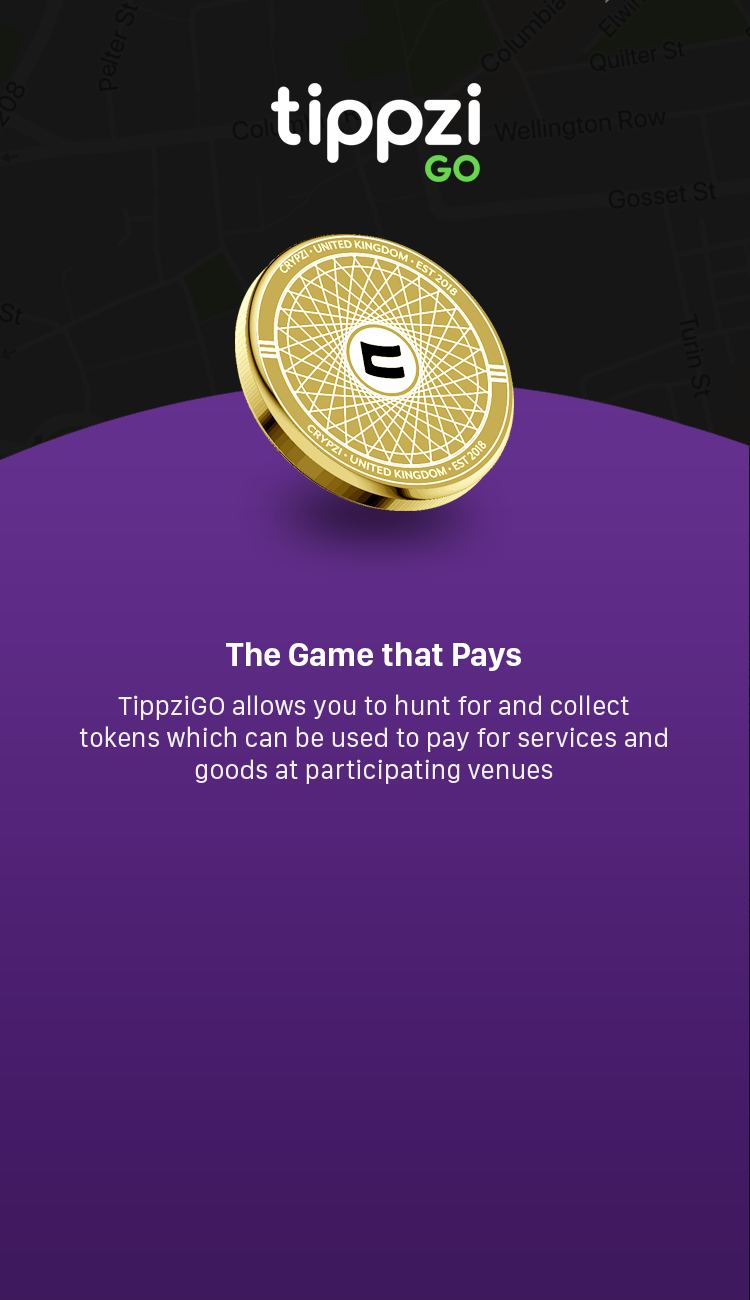 Columbia
Elwin
Pelter St
Quilter St
208
Colu
Wellington Row
tippzi
GO
Gosset St
CRYPZI · UNITED KINGDOM · EST 2018
St
Turin St
CRYPZI · UNITED KINGDOM · EST 2018
The Game that Pays
TippziGO allows you to hunt for and collect
tokens which can be used to pay for services and
goods at participating venues